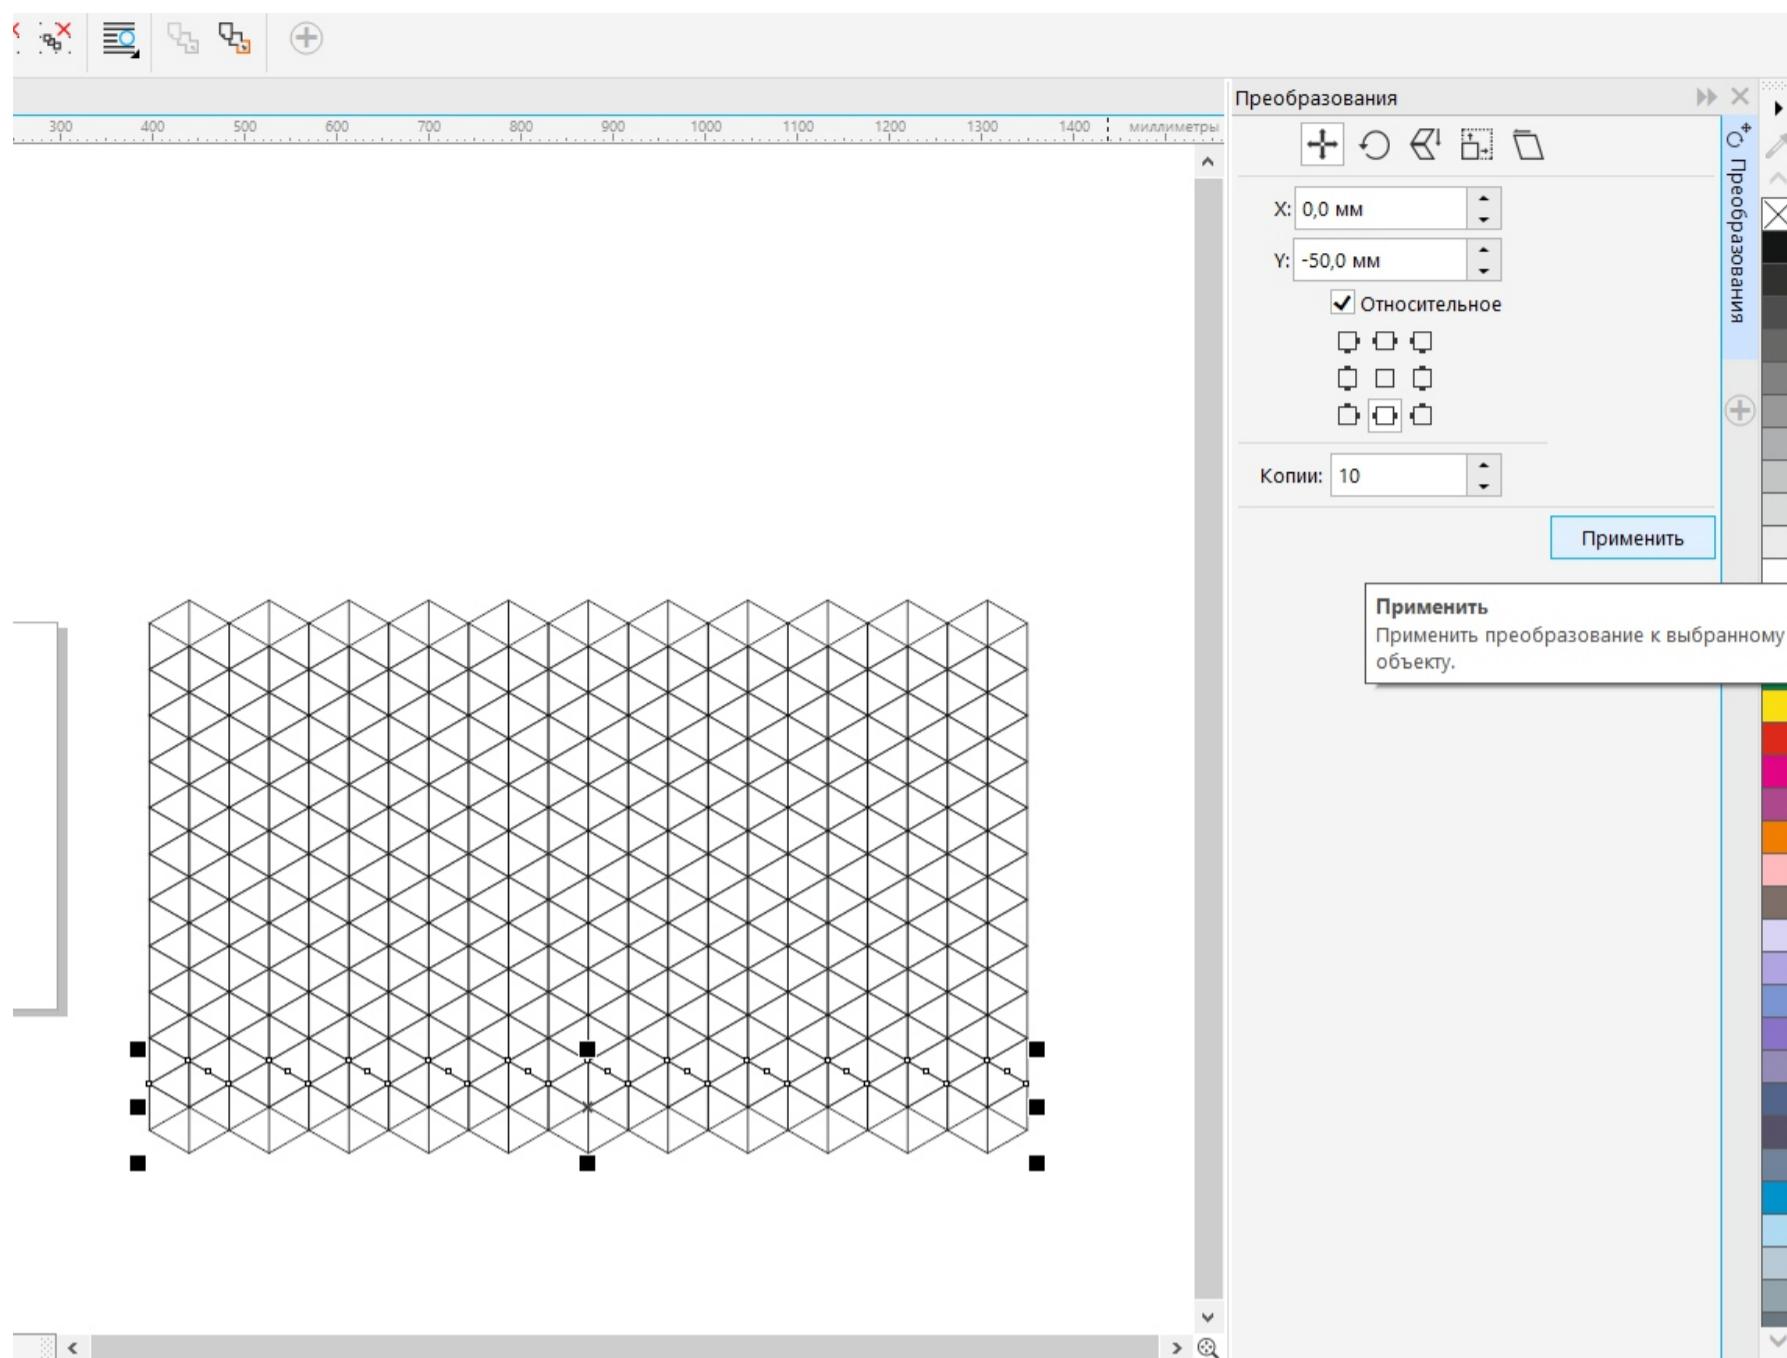 Преобразования
300 400 500 600 700 800 900 1000 1100 1200 1300 1400 миллиметры
X: 0,0 мм
Y: -50,0 мм
Относительное
Копии: 10
Применить
Применить
Применить преобразование к выбранному
объекту.
Преобразования